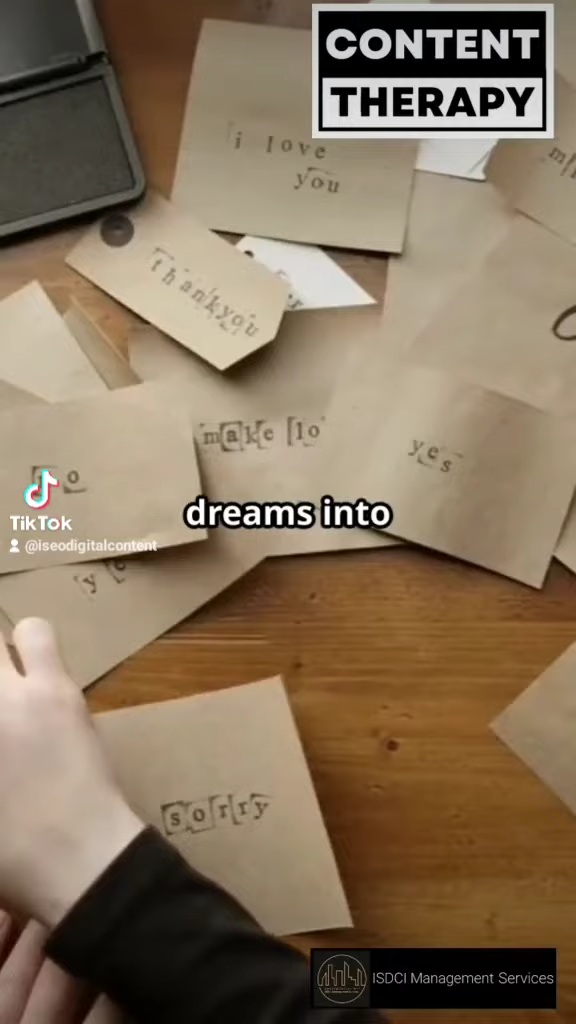 CONTENT
THERAPY
i love
you
thankyou
make lo
yes
dreams into
TikTok
@iseodigitalcontent
sorry
ISDCI Management Services